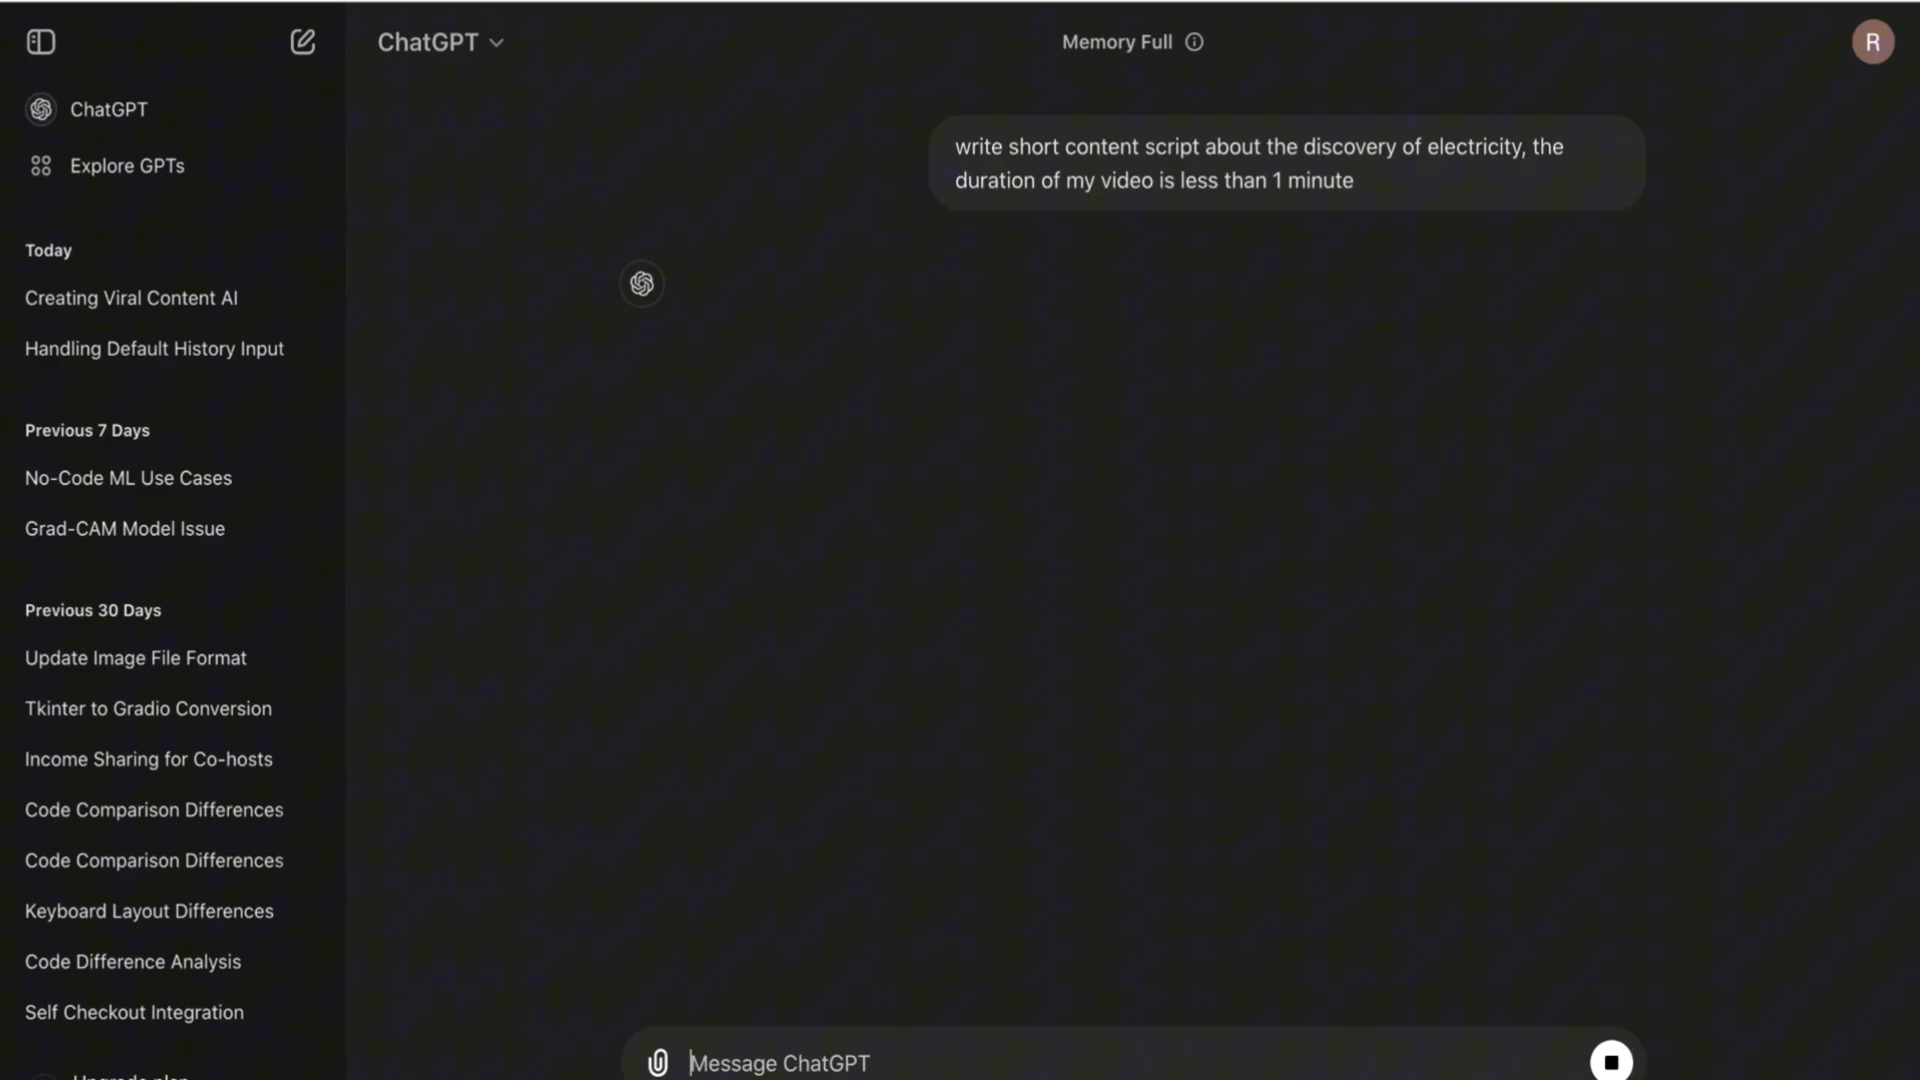 ChatGPT
Memory Full
R
ChatGPT
Explore GPTs
Today
Creating Viral Content AI
Handling Default History Input
Previous 7 Days
No-Code ML Use Cases
Grad-CAM Model Issue
Previous 30 Days
Update Image File Format
Tkinter to Gradio Conversion
Income Sharing for Co-hosts
Code Comparison Differences
Code Comparison Differences
Keyboard Layout Differences
Code Difference Analysis
Self Checkout Integration
Upgrade plan
write short content script about the discovery of electricity, the
duration of my video is less than 1 minute
Message ChatGPT